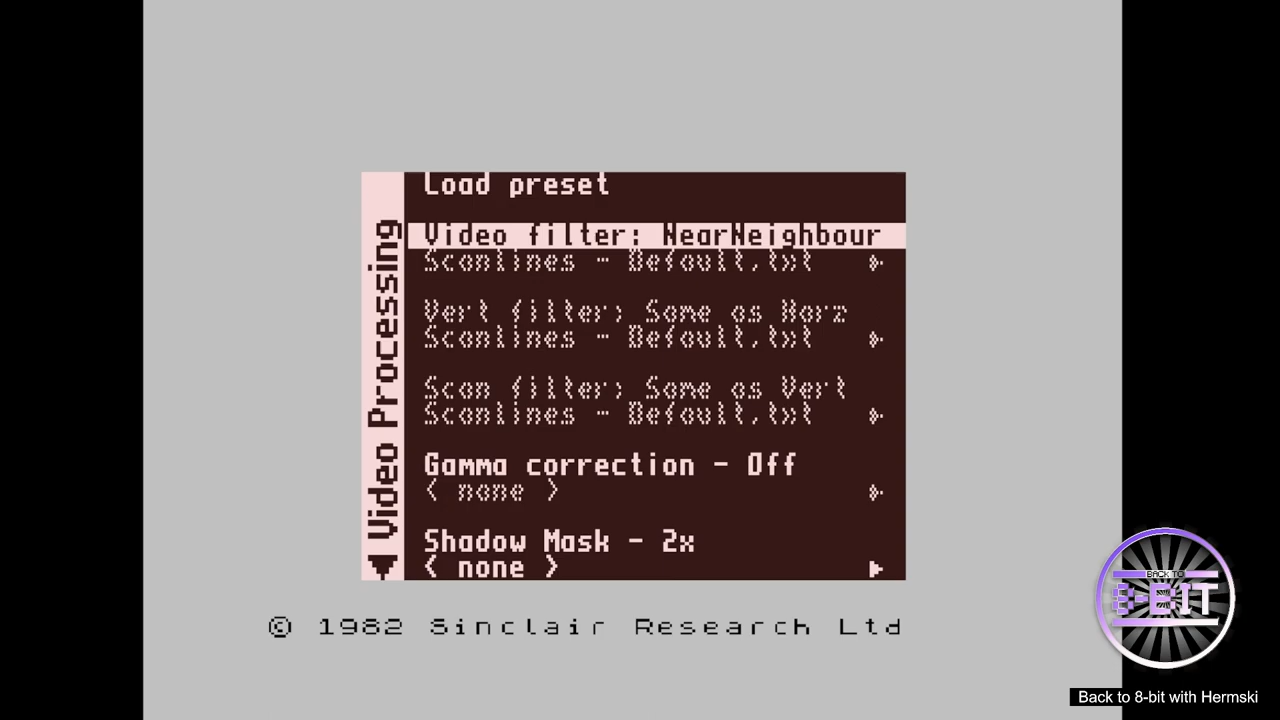 Load preset
Video filter: NearNeighbour
Scanlines - Default.txt
Vert filter: Same as Horz
Scanlines - Default.txt
Scan filter: Same as Vert
Scanlines - Default.txt
Gamma correction - Off
< none >
Shadow Mask - 2x
< none >
Video Processing
© 1982 Sinclair Research Ltd
BACK TO
8-BIT
Back to 8-bit with Hermski